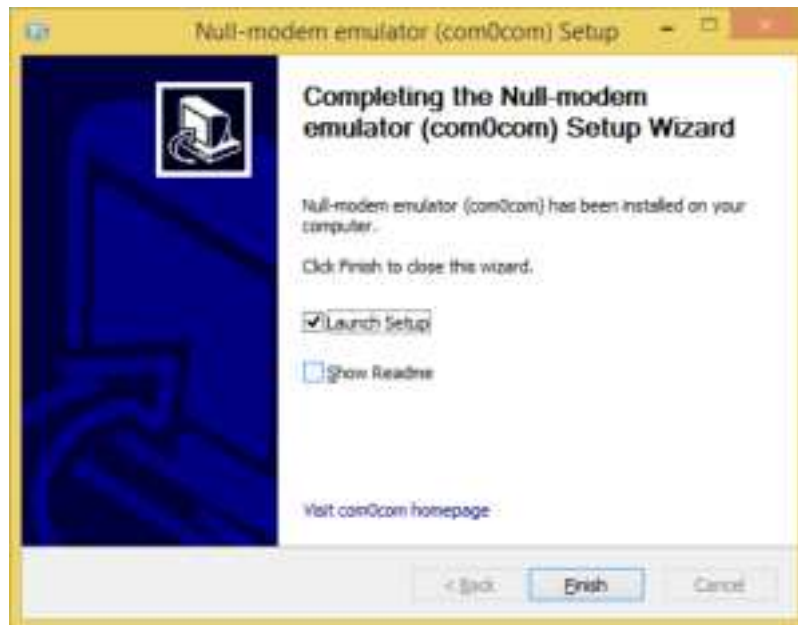 Null-modem emulator (com0com) Setup
Completing the Null-modem
emulator (com0com) Setup Wizard
Null-modem emulator (com0com) has been installed on your
computer.
Click Finish to close this wizard.
Launch Setup
Show Readme
Visit com0com homepage
< Back Finish Cancel